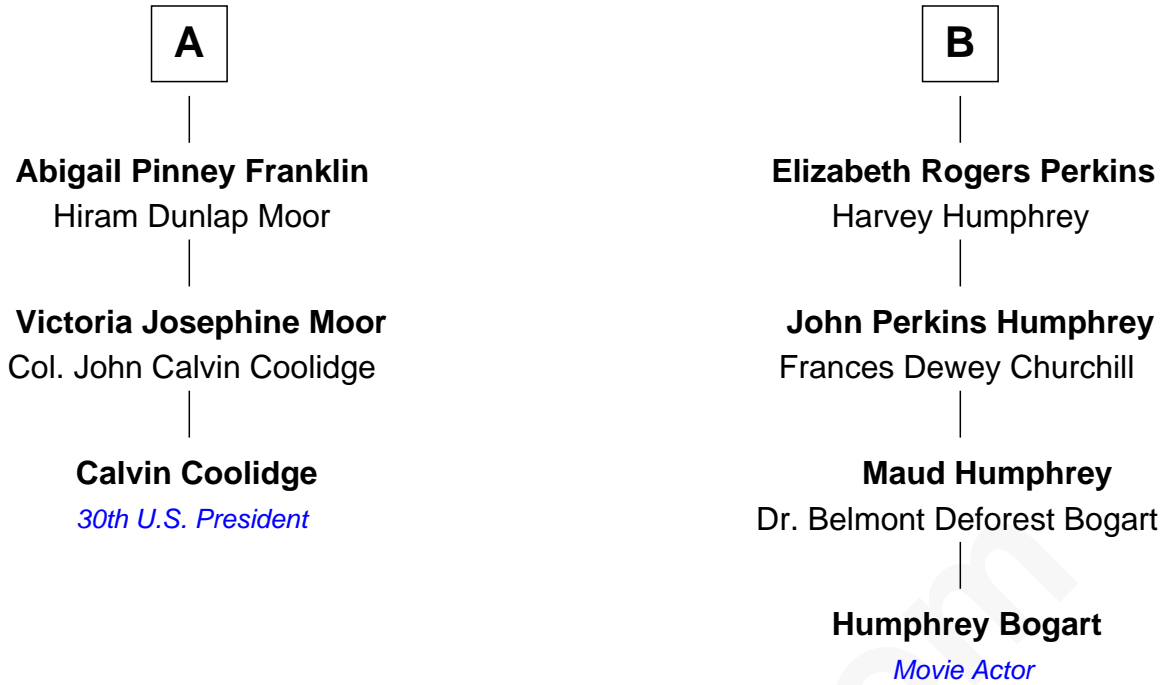 A
Abigail Pinney Franklin
Hiram Dunlap Moor
Victoria Josephine Moor
Col. John Calvin Coolidge
Calvin Coolidge
30th U.S. President
B
Elizabeth Rogers Perkins
Harvey Humphrey
John Perkins Humphrey
Frances Dewey Churchill
Maud Humphrey
Dr. Belmont Deforest Bogart
Humphrey Bogart
Movie Actor